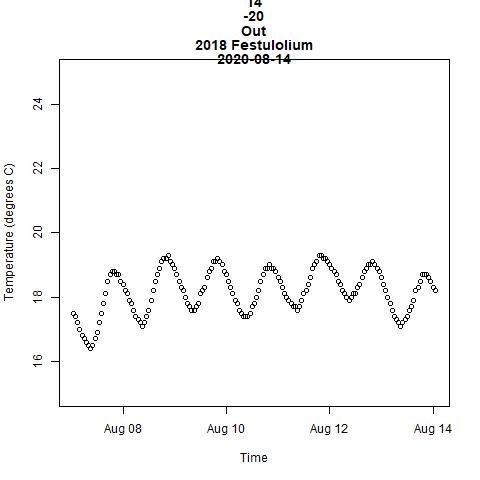 14
-20
Out
2018 Festulolium
2020-08-14
Temperature (degrees C)
24
22
20
18
16
Aug 08
Aug 10
Aug 12
Aug 14
Time